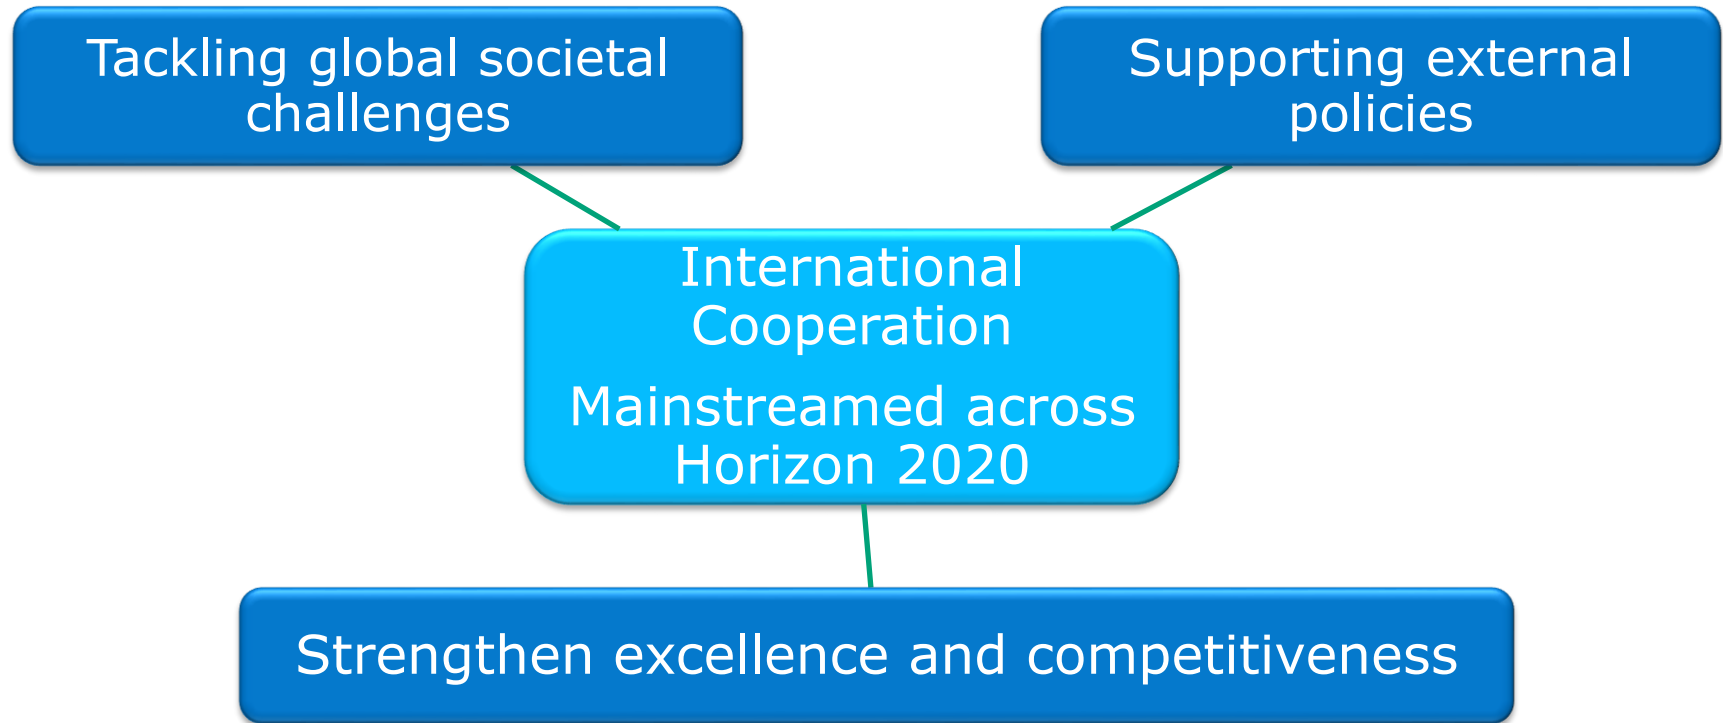 Tackling global societal
challenges
Supporting external
policies
International
Cooperation
Mainstreamed across
Horizon 2020
Strengthen excellence and competitiveness